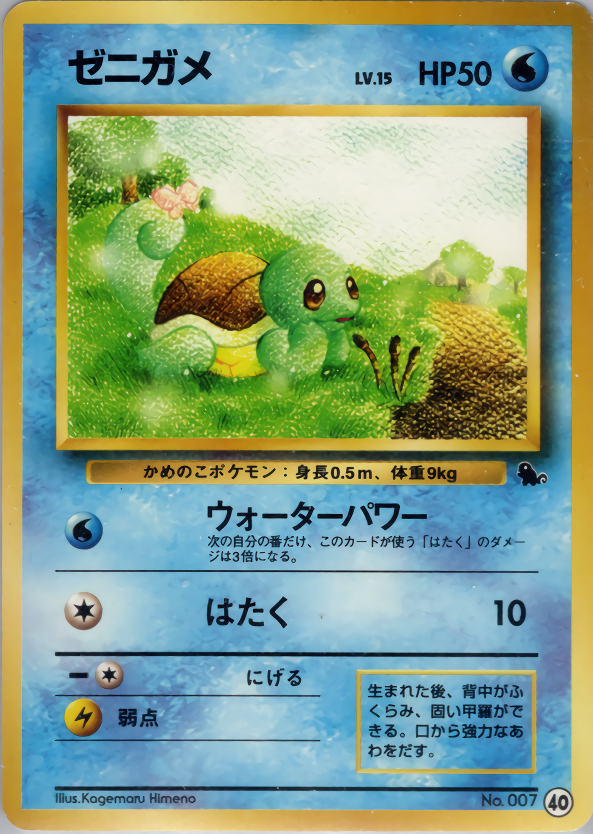 ゼニガメ LV.15 HP50
かめのこポケモン：身長0.5m、体重9kg
ウォーターパワー
次の自分の番だけ、このカードが使う「はたく」のダメー
ジは3倍になる。
はたく 10
にげる
弱点
生まれた後、背中がふ
くらみ、固い甲羅がで
きる。口から強力なあ
わをだす。
Illus.Kagemaru Himeno No. 007 40